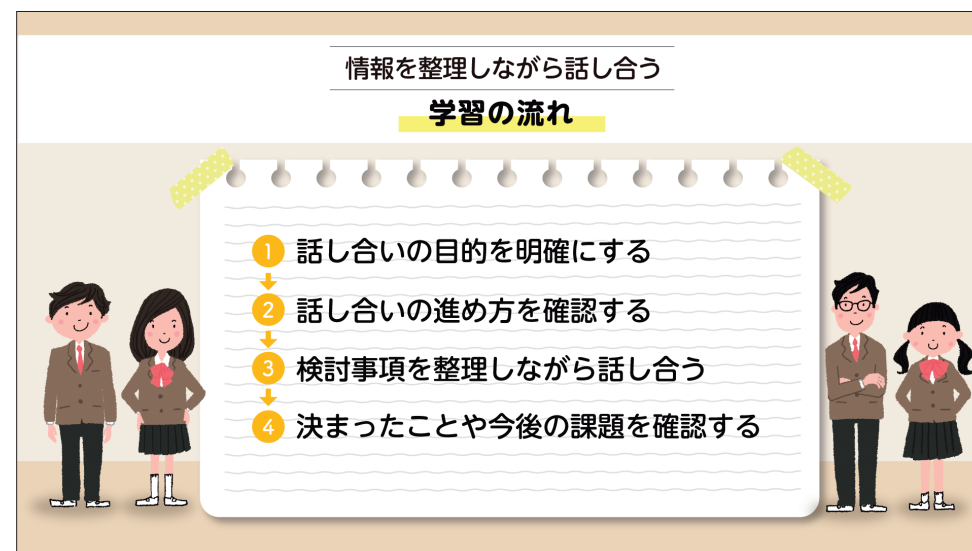 情報を整理しながら話し合う
学習の流れ
1 話し合いの目的を明確にする
2 話し合いの進め方を確認する
3 検討事項を整理しながら話し合う
4 決まったことや今後の課題を確認する